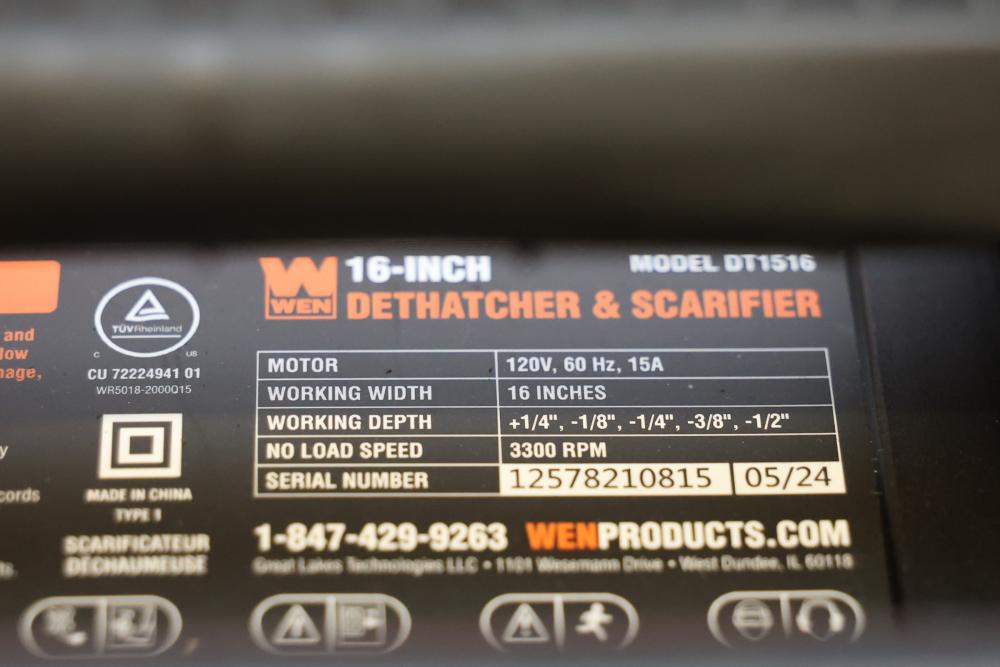 WEN
16-INCH
MODEL DT1516
DETHATCHER & SCARIFIER
and
low
nage,
TÜVRheinland
C US
CU 72224941 01
WR5018-2000Q15
MOTOR 120V, 60 Hz, 15A
WORKING WIDTH 16 INCHES
WORKING DEPTH +1/4", -1/8", -1/4", -3/8", -1/2"
NO LOAD SPEED 3300 RPM
SERIAL NUMBER 12578210815 05/24
y
cords
MADE IN CHINA
TYPE 1
SCARIFICATEUR
DÉCHAUMEUSE
1-847-429-9263 WENPRODUCTS.COM
Great Lakes Technologies LLC • 1101 Wesemann Drive • West Dundee, IL 60118